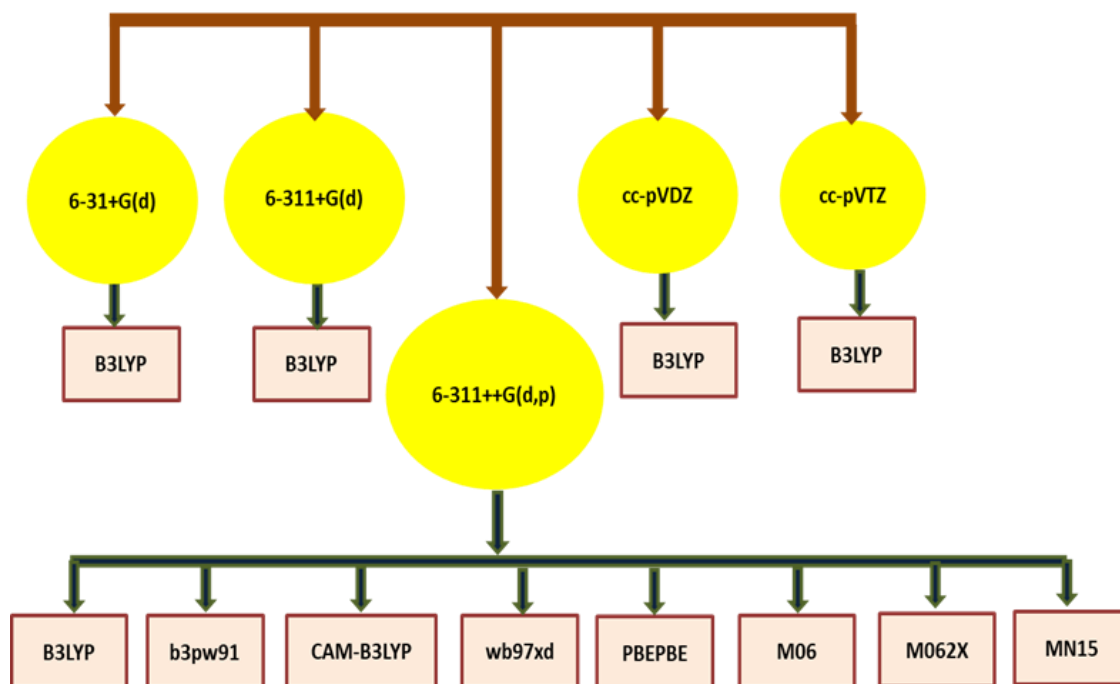 6-31+G(d)
6-311+G(d)
cc-pVDZ
cc-pVTZ
B3LYP
B3LYP
B3LYP
B3LYP
6-311++G(d,p)
B3LYP
b3pw91
CAM-B3LYP
wb97xd
PBEPBE
M06
M062X
MN15